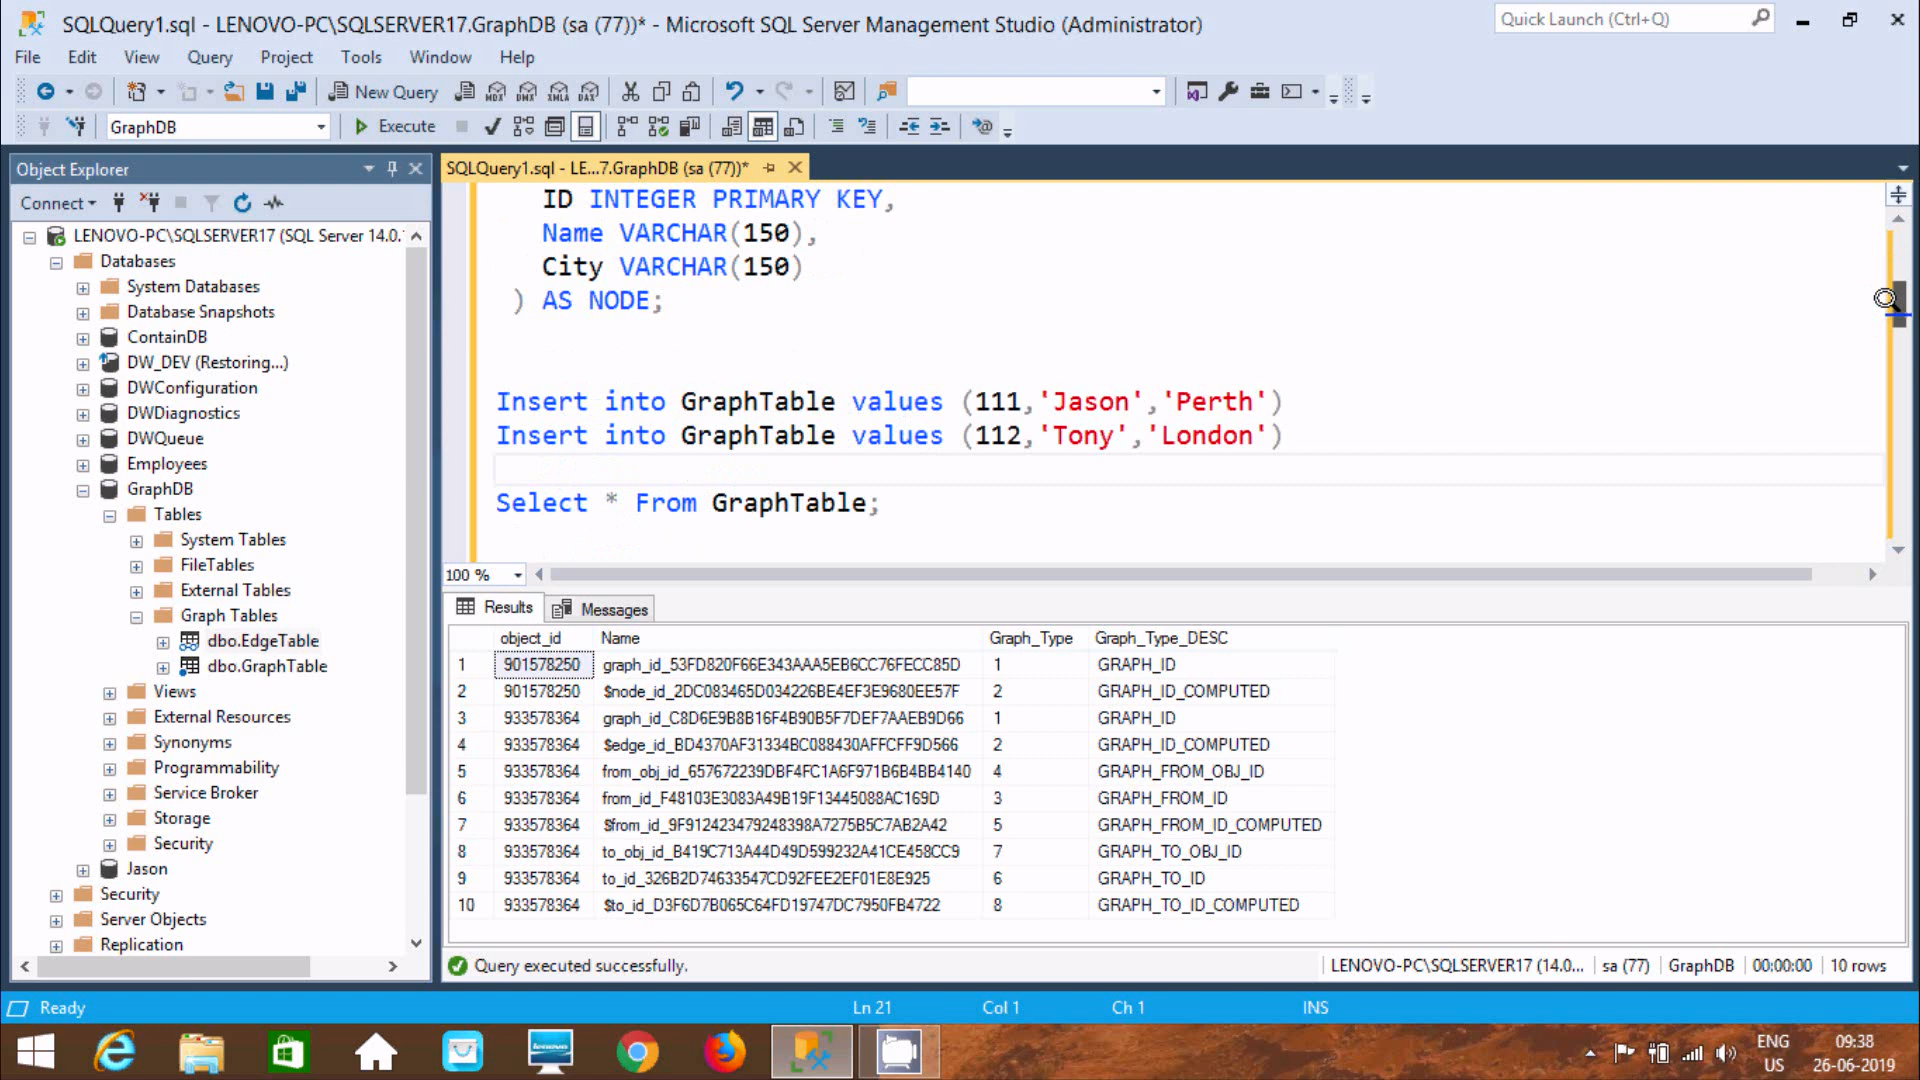 SQLQuery1.sql - LENOVO-PC\SQLSERVER17.GraphDB (sa (77))* - Microsoft SQL Server Management Studio (Administrator)
Quick Launch (Ctrl+Q)
File Edit View Query Project Tools Window Help
New Query
MDX DMX XMLA DAX
GraphDB
Execute
Object Explorer
SQLQuery1.sql - LE...7.GraphDB (sa (77))*
Connect
LENOVO-PC\SQLSERVER17 (SQL Server 14.0.
Databases
System Databases
Database Snapshots
ContainDB
DW_DEV (Restoring...)
DWConfiguration
DWDiagnostics
DWQueue
Employees
GraphDB
Tables
System Tables
FileTables
External Tables
Graph Tables
dbo.EdgeTable
dbo.GraphTable
Views
External Resources
Synonyms
Programmability
Service Broker
Storage
Security
Jason
Security
Server Objects
Replication
ID INTEGER PRIMARY KEY,
Name VARCHAR(150),
City VARCHAR(150)
) AS NODE;
Insert into GraphTable values (111,'Jason','Perth')
Insert into GraphTable values (112,'Tony','London')
Select * From GraphTable;
100 %
Results Messages
object_id Name Graph_Type Graph_Type_DESC
1 901578250 graph_id_53FD820F66E343AAA5EB6CC76FECC85D 1 GRAPH_ID
2 901578250 $node_id_2DC083465D034226BE4EF3E9680EE57F 2 GRAPH_ID_COMPUTED
3 933578364 graph_id_C8D6E9B8B16F4B90B5F7DEF7AAEB9D66 1 GRAPH_ID
4 933578364 $edge_id_BD4370AF31334BC088430AFFCFF9D566 2 GRAPH_ID_COMPUTED
5 933578364 from_obj_id_657672239DBF4FC1A6F971B6B4BB4140 4 GRAPH_FROM_OBJ_ID
6 933578364 from_id_F48103E3083A49B19F13445088AC169D 3 GRAPH_FROM_ID
7 933578364 $from_id_9F912423479248398A7275B5C7AB2A42 5 GRAPH_FROM_ID_COMPUTED
8 933578364 to_obj_id_B419C713A44D49D599232A41CE458CC9 7 GRAPH_TO_OBJ_ID
9 933578364 to_id_326B2D74633547CD92FEE2EF01E8E925 6 GRAPH_TO_ID
10 933578364 $to_id_D3F6D7B065C64FD19747DC7950FB4722 8 GRAPH_TO_ID_COMPUTED
Query executed successfully.
LENOVO-PC\SQLSERVER17 (14.0... sa (77) GraphDB 00:00:00 10 rows
Ready Ln 21 Col 1 Ch 1 INS
ENG 09:38
US 26-06-2019